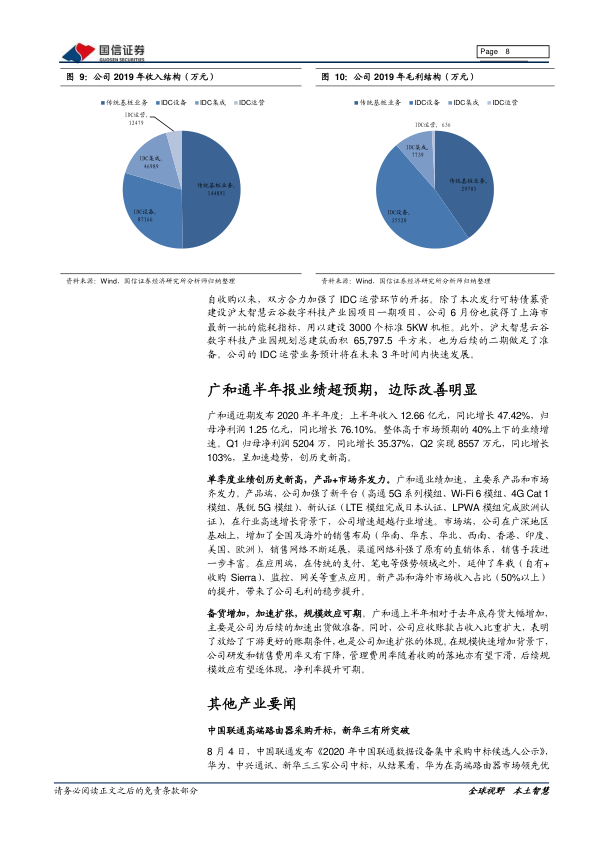 国信证券
GUOSEN SECURITIES
Page 8
图 9：公司 2019 年收入结构（万元）
图 10：公司 2019 年毛利结构（万元）
传统基桩业务 IDC设备 IDC集成 IDC运营
IDC运营,
12479
IDC集成,
46989
传统基桩业务,
IDC设备,
87166
传统基桩业务 IDC设备 IDC集成 IDC运营
IDC运营, 636
IDC集成,
7739
传统基桩业务,
IDC设备,
资料来源：Wind，国信证券经济研究所分析师归纳整理
资料来源：Wind，国信证券经济研究所分析师归纳整理
自收购以来，双方合力加强了 IDC 运营环节的开拓。除了本次发行可转债募资
建设沪太智慧云谷数字科技产业园项目一期项目，公司 6 月份也获得了上海市
最新一批的能耗指标，用以建设 3000 个标准 5KW 机柜。此外，沪太智慧云谷
数字科技产业园规划总建筑面积 65,797.5 平方米，也为后续的二期做足了准
备。公司的 IDC 运营业务预计将在未来 3 年时间内快速发展。
广和通半年报业绩超预期，边际改善明显
广和通近期发布 2020 年半年度：上半年收入 12.66 亿元，同比增长 47.42%，归
母净利润 1.25 亿元，同比增长 76.10%。整体高于市场预期的 40%上下的业绩增
速。Q1 归母净利润 5204 万，同比增长 35.37%，Q2 实现 8557 万元，同比增长
103%，呈加速趋势，创历史新高。
单季度业绩创历史新高，产品+市场齐发力。广和通业绩加速，主要系产品和市场
齐发力。产品端，公司加强了新平台（高通 5G 系列模组、Wi-Fi 6 模组、4G Cat 1
模组、展锐 5G 模组）、新认证（LTE 模组完成日本认证、LPWA 模组完成欧洲认
证），在行业高速增长背景下，公司增速超越行业增速。市场端，公司在广深地区
基础上，增加了全国及海外的销售布局（华南、华东、华北、西南、香港、印度、
美国、欧洲），销售网络不断延展，渠道网络补强了原有的直销体系，销售手段进
一步丰富。在应用端，在传统的支付、笔电等强势领域之外，延伸了车载（自有+
收购 Sierra）、监控、网关等重点应用。新产品和海外市场收入占比（50%以上）
的提升，带来了公司毛利的稳步提升。
备货增加，加速扩张，规模效应可期。广和通上半年相对于去年底存货大幅增加，
主要是公司为后续的加速出货做准备。同时，公司应收账款占收入比重扩大，表明
了放给了下游更好的账期条件，也是公司加速扩张的体现。在规模快速增加背景下，
公司研发和销售费用率又有下降，管理费用率随着收购的落地亦有望下滑，后续规
模效应有望逐体现，净利率提升可期。
其他产业要闻
中国联通高端路由器采购开标，新华三有所突破
8 月 4 日，中国联通发布《2020 年中国联通数据设备集中采购中标候选人公示》，
华为、中兴通讯、新华三三家公司中标，从结果看，华为在高端路由器市场领先优
请务必阅读正文之后的免责条款部分
全球视野 本土智慧